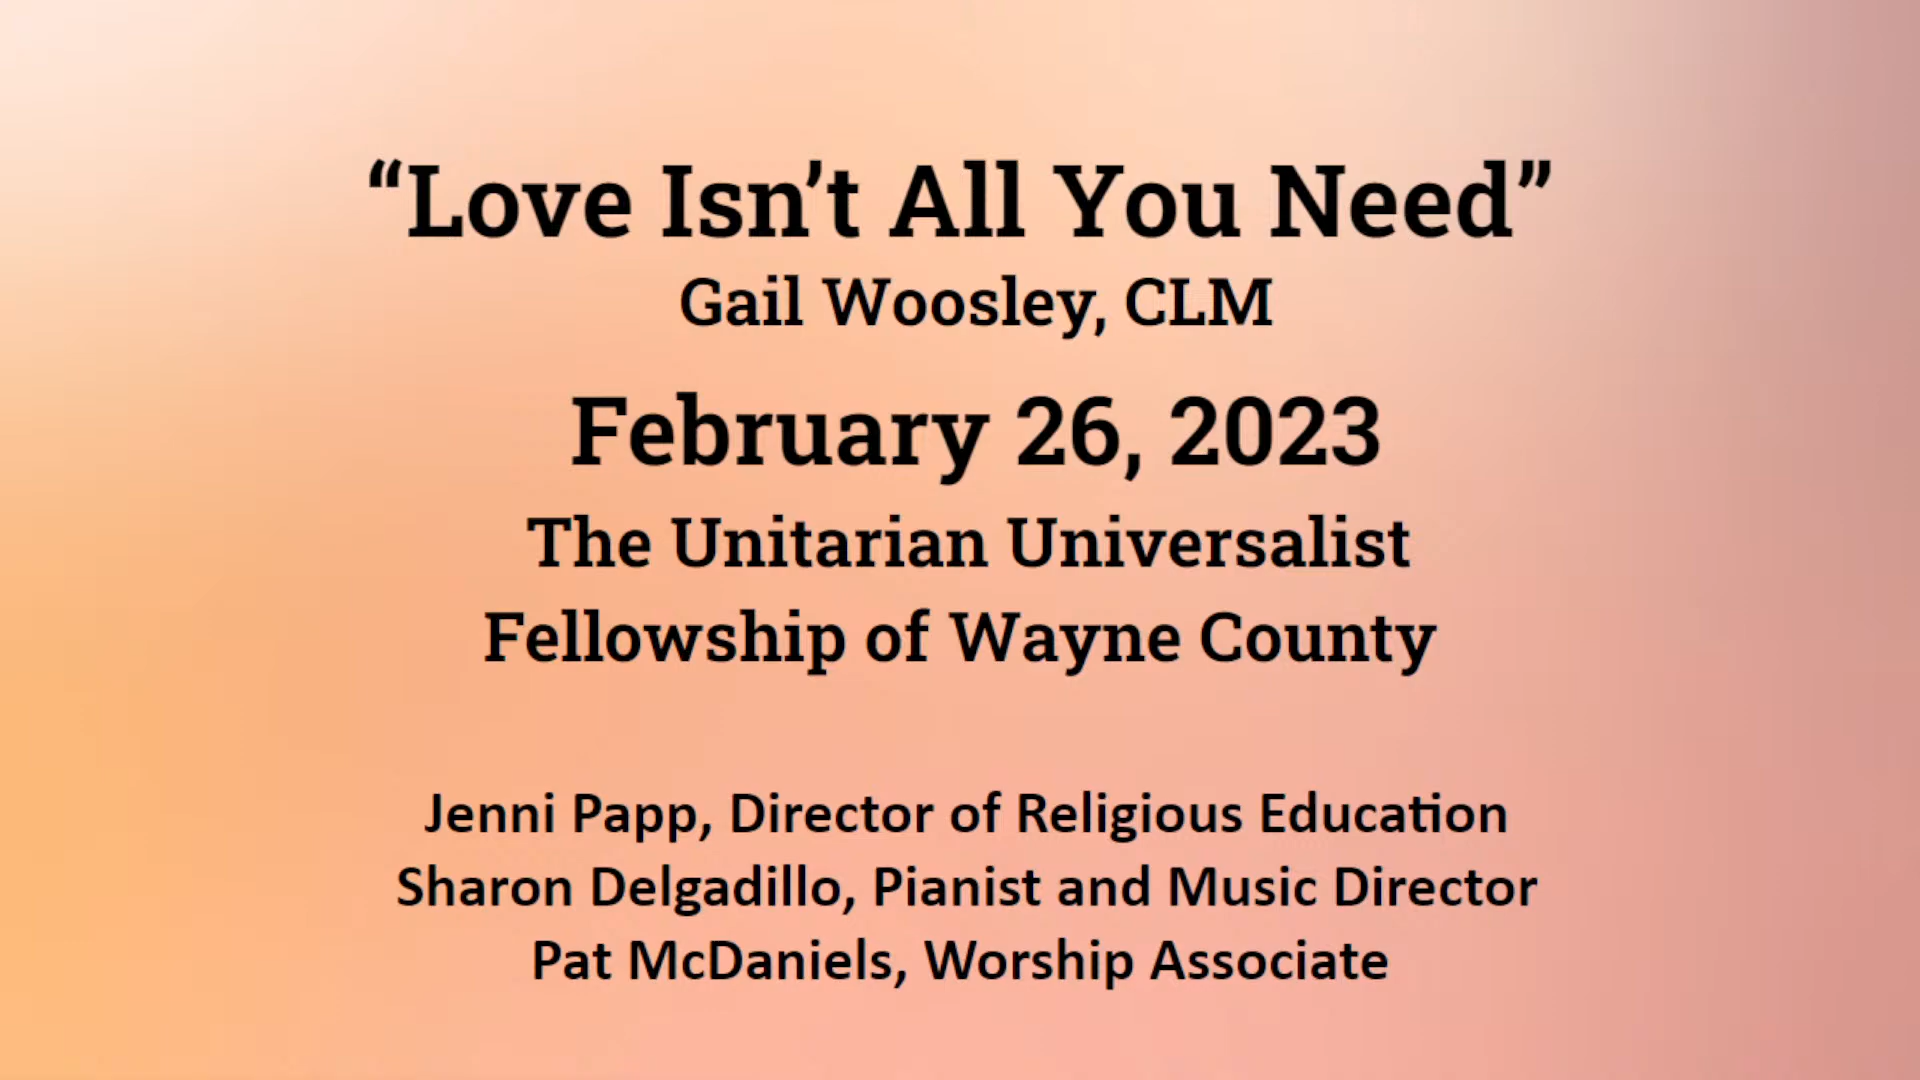 “Love Isn’t All You Need”
Gail Woosley, CLM
February 26, 2023
The Unitarian Universalist
Fellowship of Wayne County
Jenni Papp, Director of Religious Education
Sharon Delgadillo, Pianist and Music Director
Pat McDaniels, Worship Associate